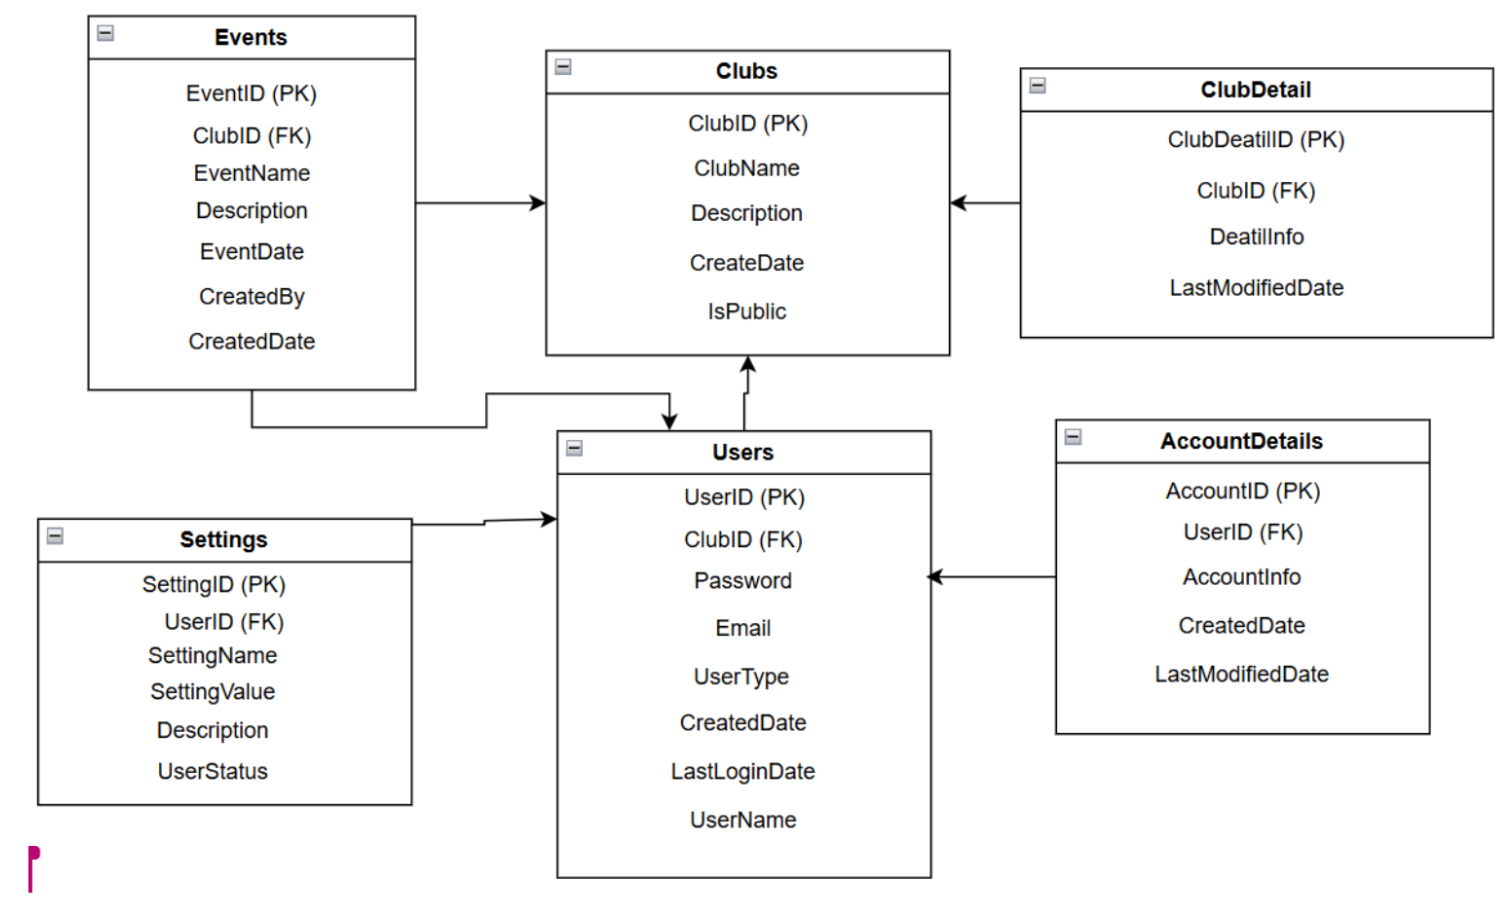 Events
EventID (PK)
ClubID (FK)
EventName
Description
EventDate
CreatedBy
CreatedDate
Clubs
ClubID (PK)
ClubName
Description
CreateDate
IsPublic
ClubDetail
ClubDeatilID (PK)
ClubID (FK)
DeatilInfo
LastModifiedDate
Settings
SettingID (PK)
UserID (FK)
SettingName
SettingValue
Description
UserStatus
Users
UserID (PK)
ClubID (FK)
Password
Email
UserType
CreatedDate
LastLoginDate
UserName
AccountDetails
AccountID (PK)
UserID (FK)
AccountInfo
CreatedDate
LastModifiedDate